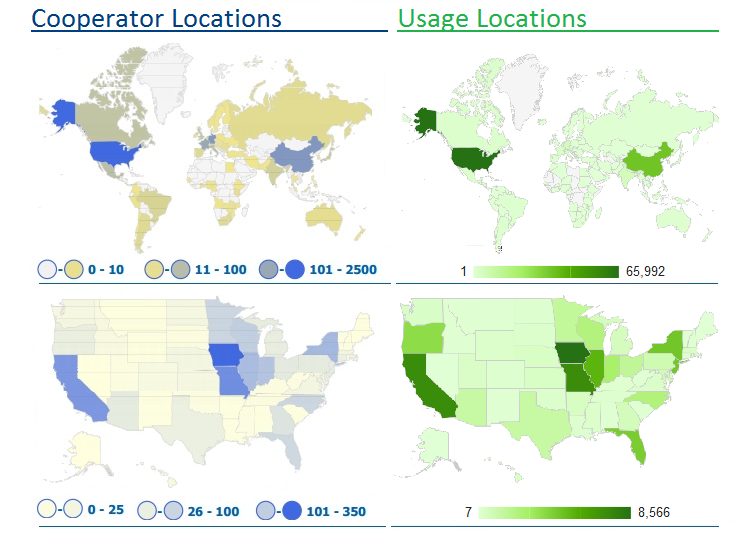 Cooperator Locations
Usage Locations
0 - 10
11 - 100
101 - 2500
1
65,992
0 - 25
26 - 100
101 - 350
7
8,566